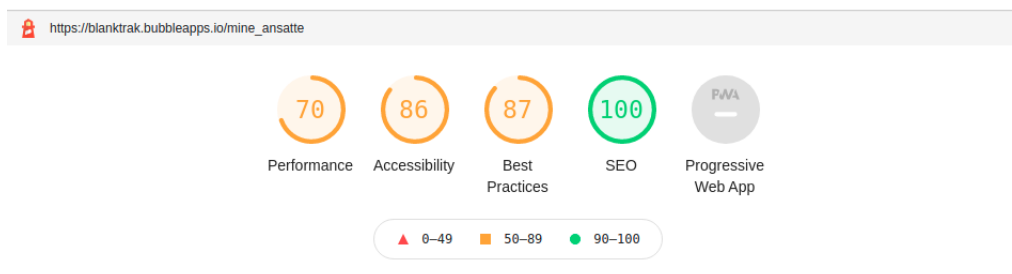 https://blanktrak.bubbleapps.io/mine_ansatte
70 86 87 100 PWA
Performance Accessibility Best Practices SEO Progressive Web App
0–49 50–89 90–100